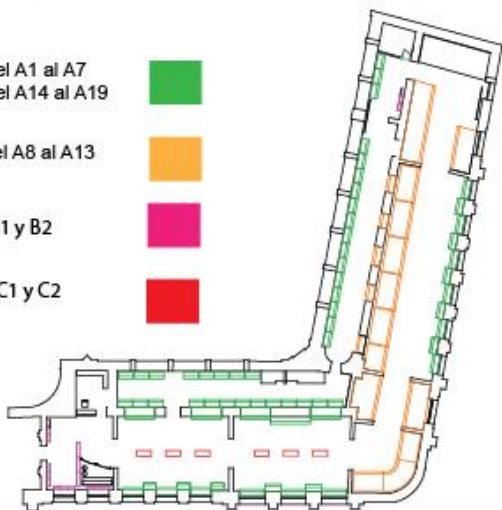 el A1 al A7
el A14 al A19
el A8 al A13
1 y B2
C1 y C2